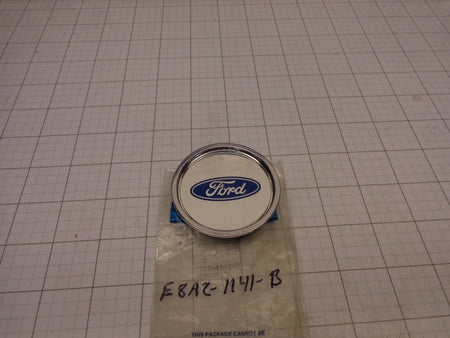 Ford
E8AZ-1141-B
THIS PACKAGE CANNOT BE